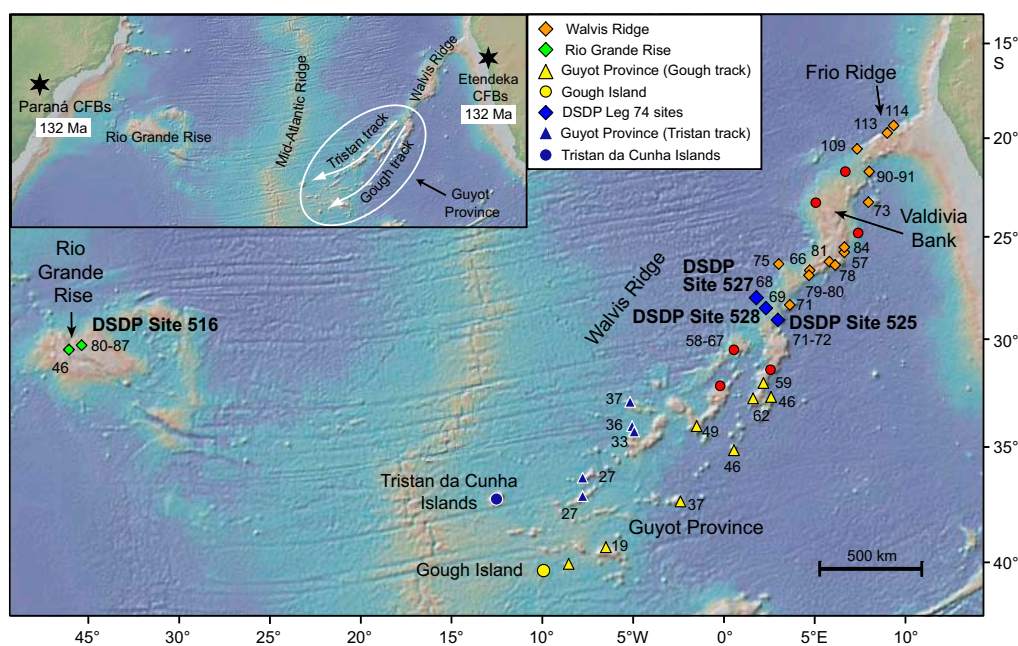 Paraná CFBs
132 Ma
Rio Grande Rise
Mid-Atlantic Ridge
Walvis Ridge
Etendeka
CFBs
132 Ma
Tristan track
Gough track
Guyot
Province
Walvis Ridge
Rio Grande Rise
Guyot Province (Gough track)
Gough Island
DSDP Leg 74 sites
Guyot Province (Tristan track)
Tristan da Cunha Islands
15°
S
20°
25°
30°
35°
40°
Frio Ridge
114
113
109
90-91
73
Valdivia
Bank
84
81
57
66
75
78
79-80
DSDP
Site 527
68
69
71
DSDP Site 528
DSDP Site 525
71-72
Walvis Ridge
58-67
59
46
62
49
46
37
37
36
33
27
27
19
Rio
Grande
Rise
DSDP Site 516
80-87
46
Tristan da Cunha
Islands
Guyot Province
Gough Island
500 km
45°
30°
25°
20°
15°
10°
5°W
0°
5°E
10°